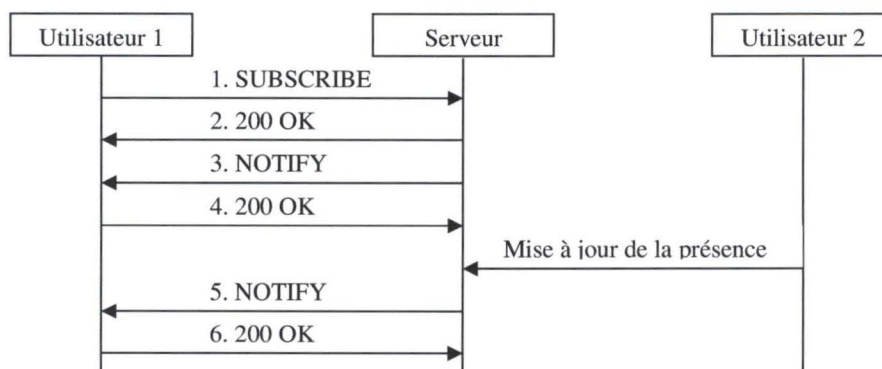 Utilisateur 1
Serveur
Utilisateur 2
1. SUBSCRIBE
2. 200 OK
3. NOTIFY
4. 200 OK
Mise à jour de la présence
5. NOTIFY
6. 200 OK